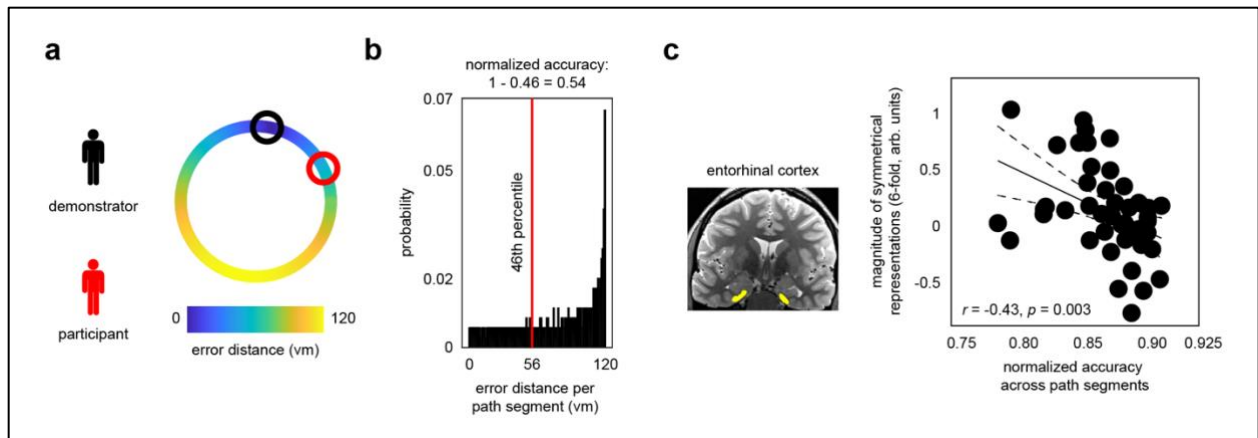 a
demonstrator
participant
0
120
error distance (vm)
b
normalized accuracy:
1 - 0.46 = 0.54
probability
0.07
0.05
0.02
0
46th percentile
0
56
120
error distance per
path segment (vm)
c
entorhinal cortex
magnitude of symmetrical
representations (6-fold, arb. units)
1
0.5
0
-0.5
r = -0.43, p = 0.003
0.75
0.80
0.85
0.90
0.925
normalized accuracy
across path segments